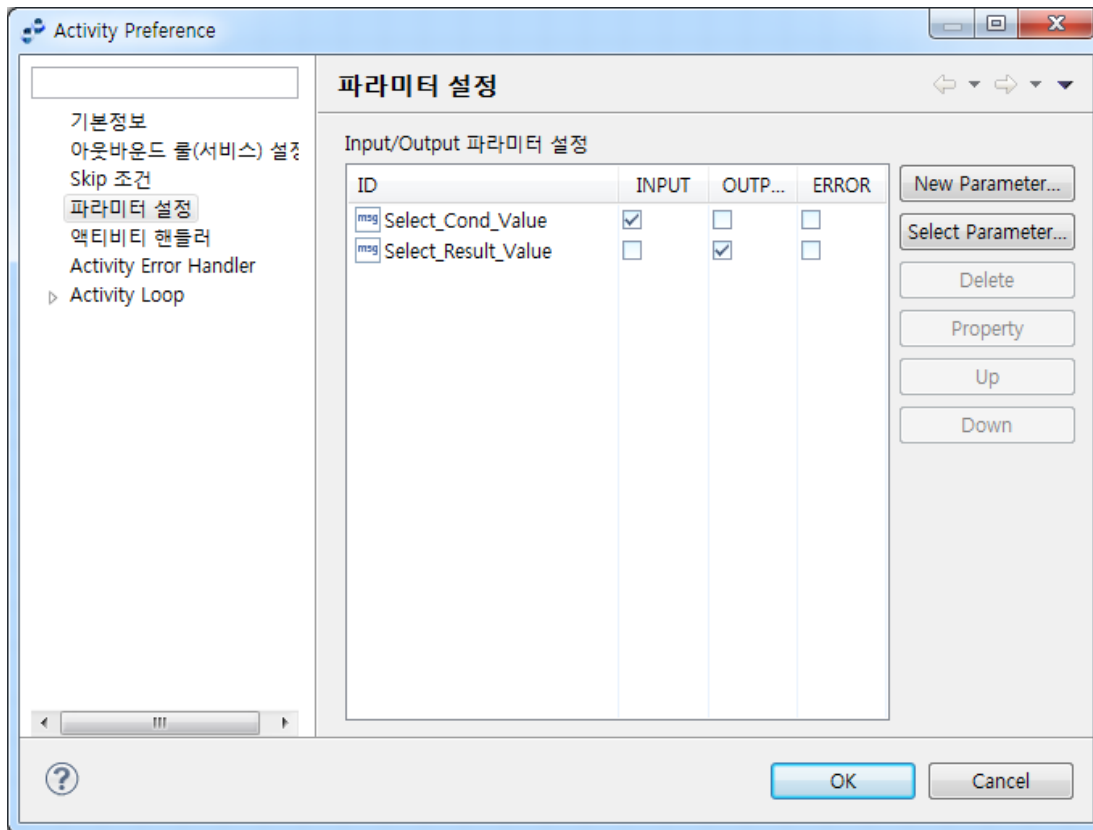 Activity Preference
기본정보
아웃바운드 룰(서비스) 설정
Skip 조건
파라미터 설정
액티비티 핸들러
Activity Error Handler
Activity Loop
파라미터 설정
Input/Output 파라미터 설정
ID INPUT OUTP... ERROR
msg Select_Cond_Value
msg Select_Result_Value
New Parameter...
Select Parameter...
Delete
Property
Up
Down
?
OK Cancel